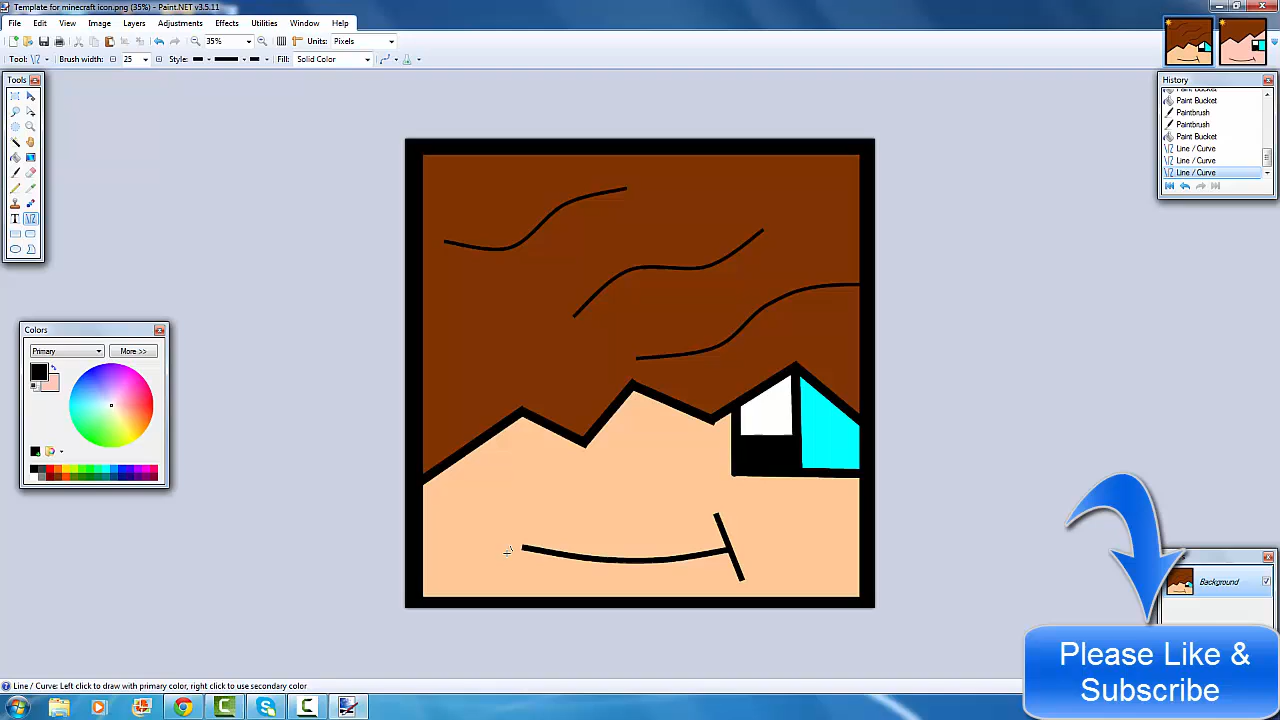 Template for minecraft icon.png (35%) - Paint.NET v3.5.11
File Edit View Image Layers Adjustments Effects Utilities Window Help
35% Units: Pixels
Tool: Brush width: 25 Style: Fill: Solid Color
Tools
History
Paint Bucket
Paint Bucket
Paintbrush
Paintbrush
Paint Bucket
Line / Curve
Line / Curve
Line / Curve
Colors
Primary More >>
Background
Please Like &
Subscribe
Line / Curve: Left click to draw with primary color, right click to use secondary color